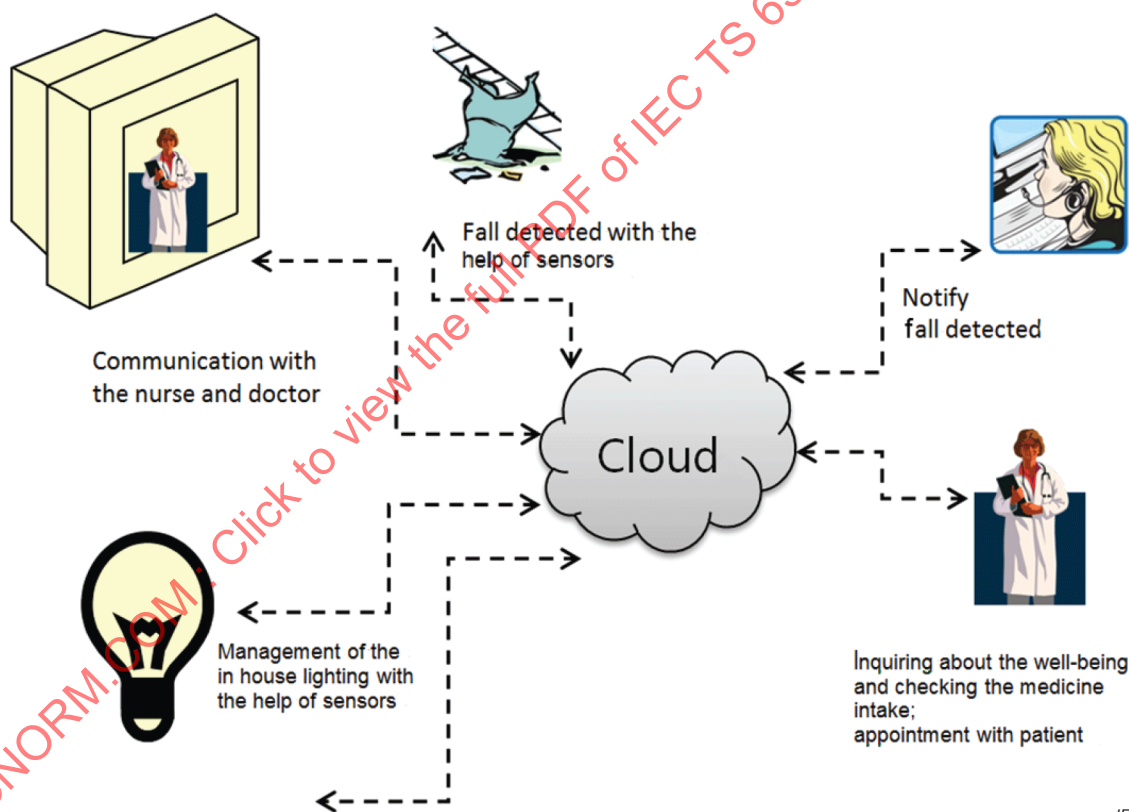 Fall detected with the
help of sensors
Notify
fall detected
Communication with
the nurse and doctor
Cloud
Management of the
in house lighting with
the help of sensors
Inquiring about the well-being
and checking the medicine
intake;
appointment with patient
NORM.COM : Click to view the full PDF of IEC TS 63